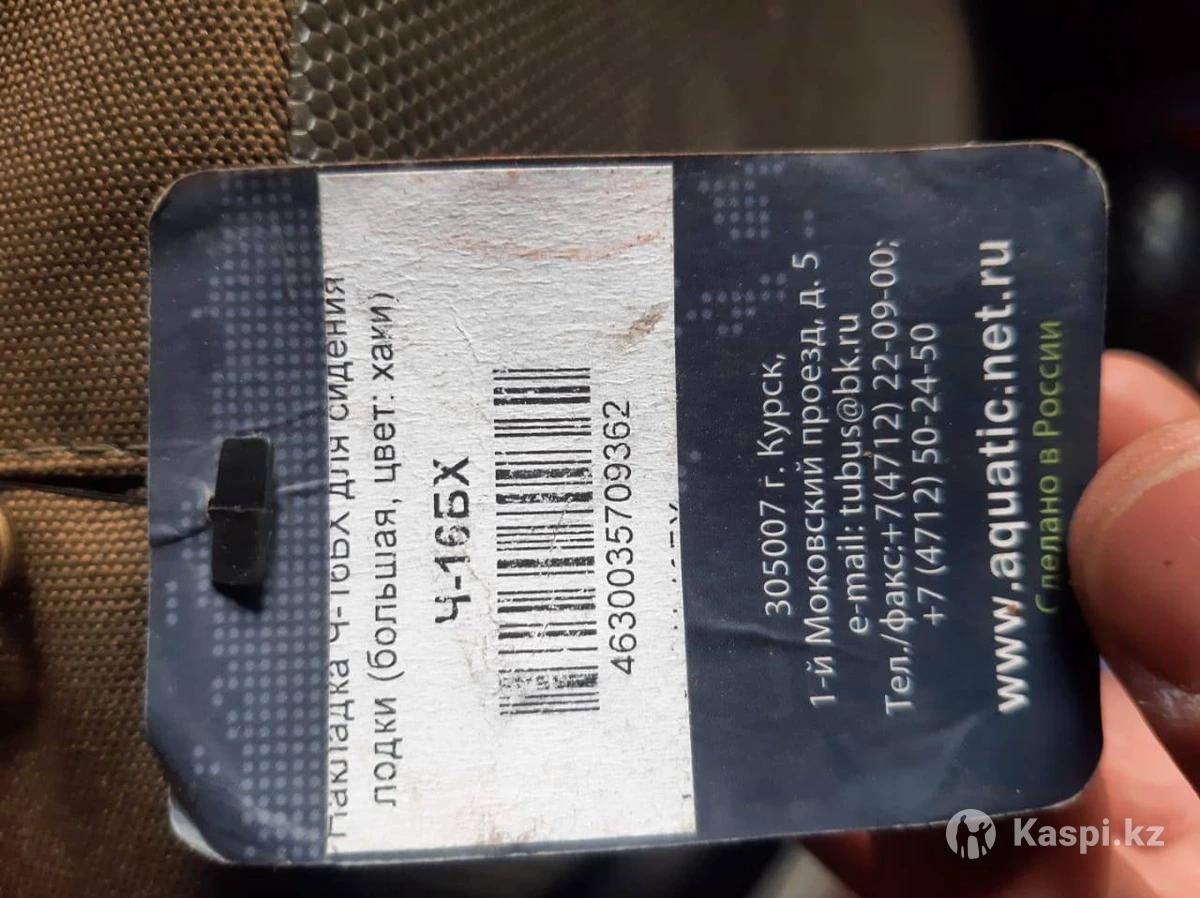 Накладка Ч-16БХ для сидения
лодки (большая, цвет: хаки)
Ч-16БХ
4630035709362
305007 г. Курск,
1-й Моковский проезд, д. 5
e-mail: tubus@bk.ru
Тел./факс:+7(4712) 22-09-00;
+7 (4712) 50-24-50
www.aquatic.net.ru
Сделано в России
Kaspi.kz